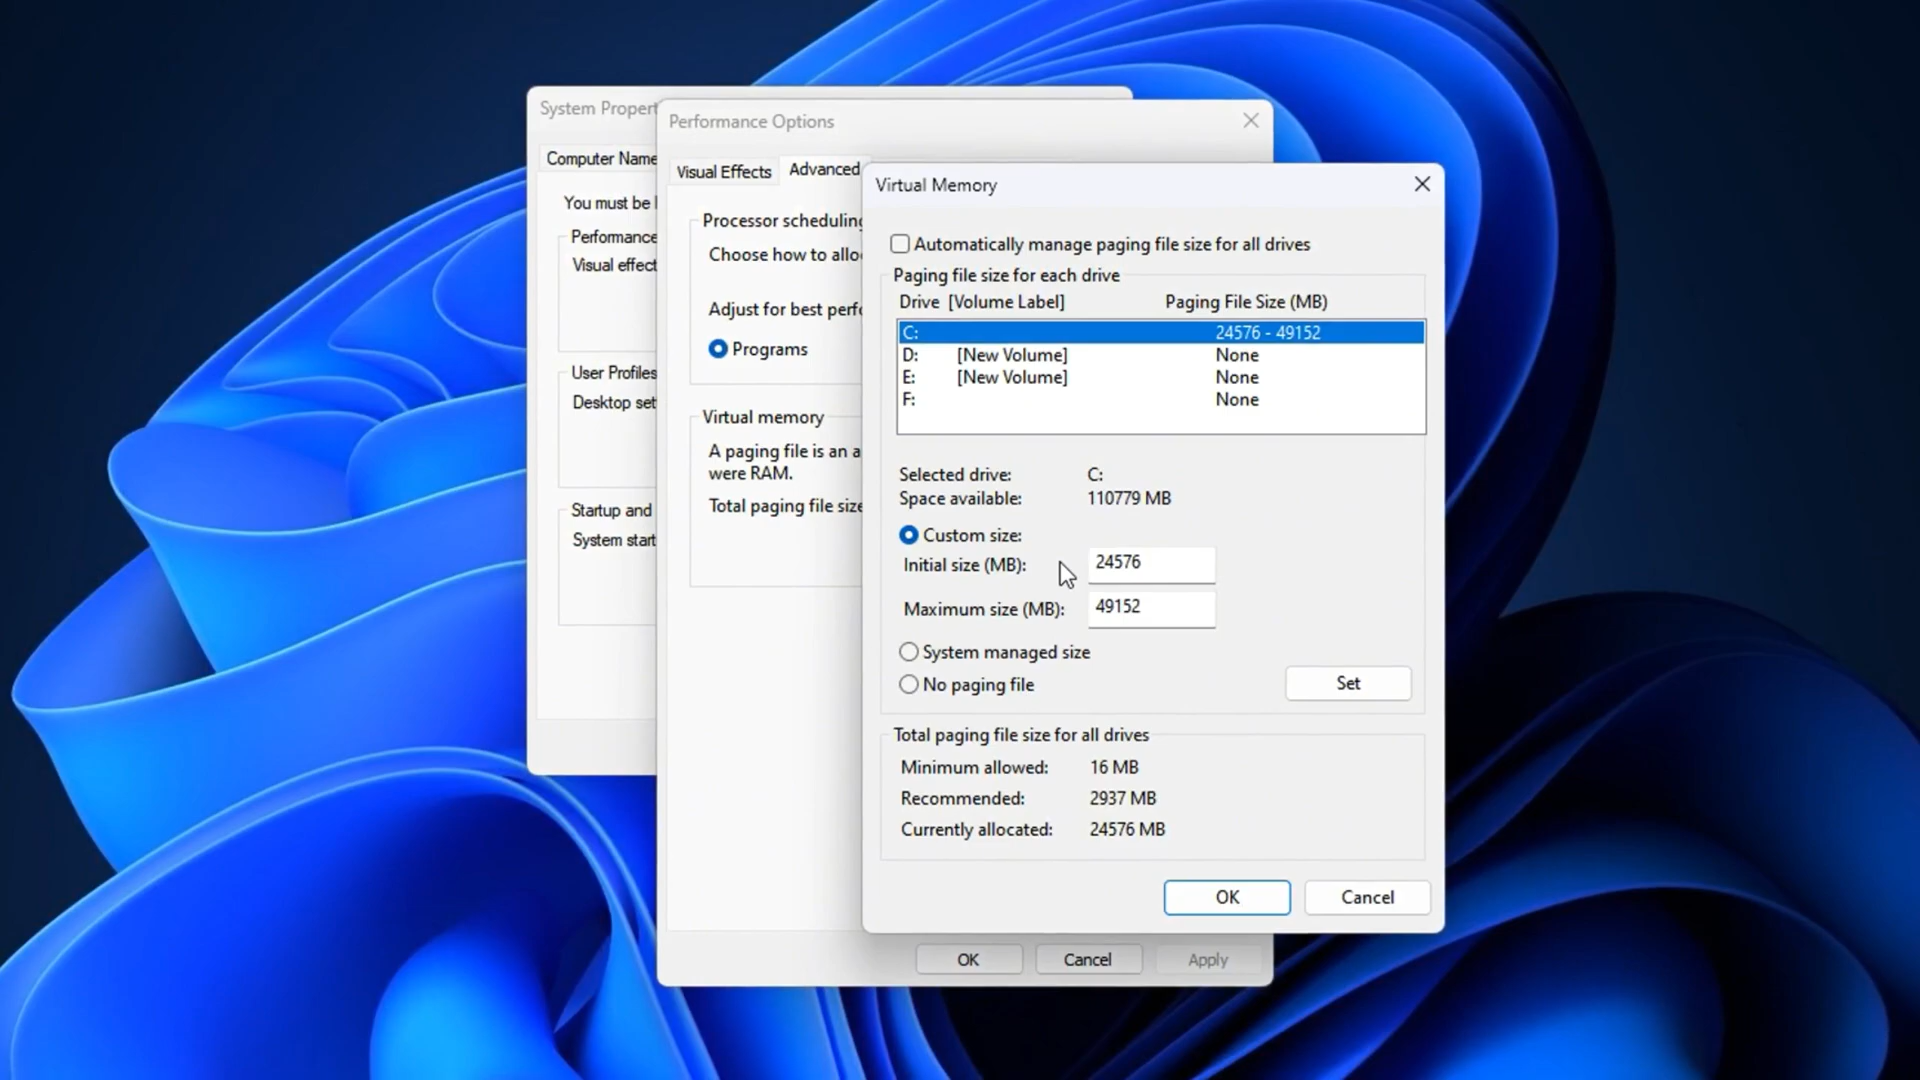 System Propert
Computer Name
You must be l
Performance
Visual effect
User Profiles
Desktop set
Startup and
System start
Performance Options
Visual Effects
Advanced
Processor scheduling
Choose how to allo
Adjust for best perfo
Programs
Virtual memory
A paging file is an a
were RAM.
Total paging file size
OK Cancel Apply
Virtual Memory
Automatically manage paging file size for all drives
Paging file size for each drive
Drive [Volume Label] Paging File Size (MB)
C: 24576 - 49152
D: [New Volume] None
E: [New Volume] None
F: None
Selected drive: C:
Space available: 110779 MB
Custom size:
Initial size (MB): 24576
Maximum size (MB): 49152
System managed size
No paging file
Set
Total paging file size for all drives
Minimum allowed: 16 MB
Recommended: 2937 MB
Currently allocated: 24576 MB
OK Cancel